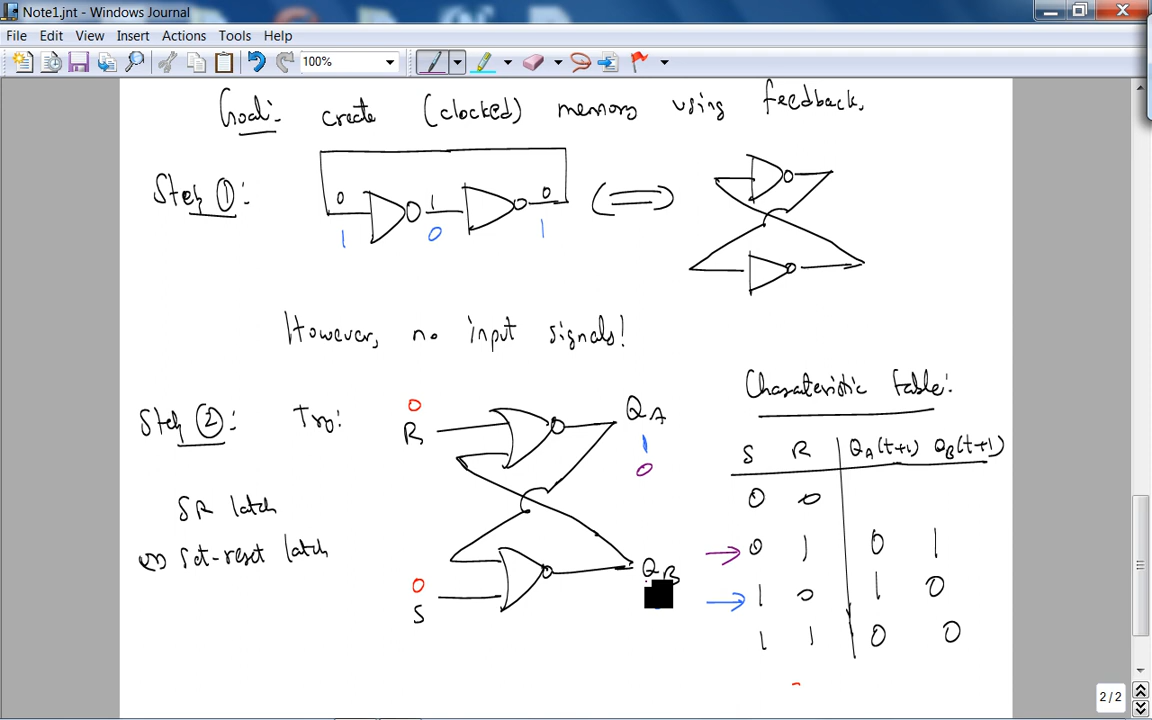 Note1.jnt - Windows Journal
File Edit View Insert Actions Tools Help
100%
Goal: create (clocked) memory using feedback.
Step 1:
0 1 0
1 0 1
However, no input signals!
Step 2: Try:
SR latch
Set-reset latch
0
R
QA
1
0
0
S
QB
Charateristic table:
S R QA(t+1) QB(t+1)
0 0
0 1 0 1
1 0 1 0
1 1 0 0
2/2